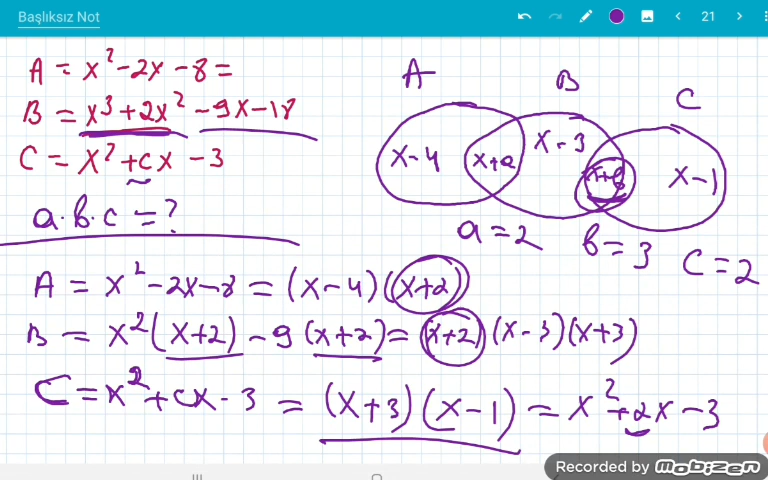 Başlıksız Not
21
A = x² - 2x - 8 =
B = x³ + 2x² - 9x - 18
C = x² + cx - 3
a.b.c = ?
A
B
C
x-4
x+a
x-3
x+b
x-1
a = 2
b = 3
c = 2
A = x² - 2x - 8 = (x-4)(x+2)
B = x²(x+2) - 9(x+2) = (x+2)(x-3)(x+3)
C = x² + cx - 3 = (x+3)(x-1) = x² + 2x - 3
Recorded by mobizen